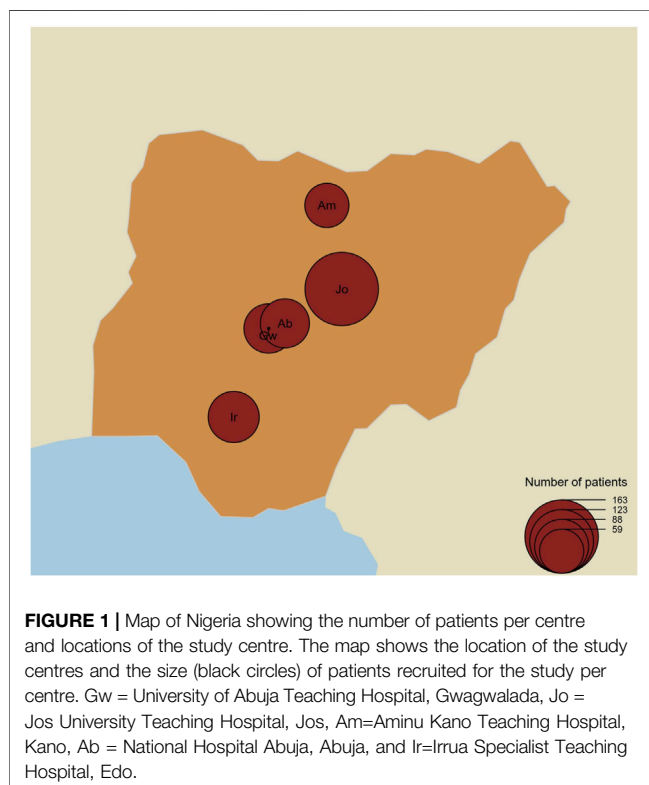 Am
Jo
Ab
Gw
Ir
Number of patients
163
123
88
59
FIGURE 1 | Map of Nigeria showing the number of patients per centre
and locations of the study centre. The map shows the location of the study
centres and the size (black circles) of patients recruited for the study per
centre. Gw = University of Abuja Teaching Hospital, Gwagwalada, Jo =
Jos University Teaching Hospital, Jos, Am=Aminu Kano Teaching Hospital,
Kano, Ab = National Hospital Abuja, Abuja, and Ir=Irrua Specialist Teaching
Hospital, Edo.